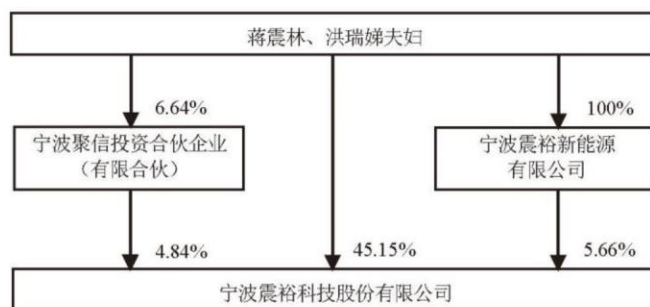 蒋震林、洪瑞娣夫妇
6.64%
100%
宁波聚信投资合伙企业
（有限合伙）
宁波震裕新能源
有限公司
4.84%
45.15%
5.66%
宁波震裕科技股份有限公司